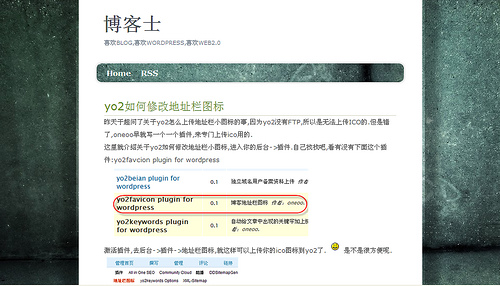 博客士
喜欢BLOG,喜欢WORDPRESS,喜欢WEB2.0
Home RSS
yo2如何修改地址栏图标
昨天千超问了关于yo2怎么上传地址栏小图标的事,因为yo2没有FTP,所以是无法上传ICO的.但是错
了,oneoo早就写一个一个插件,来专门上传ico用的.
这里就介绍关于yo2如何修改地址栏小图标,进入你的后台->插件.自己找找吧,看有没有下面这个插
件:yo2favcion plugin for wordpress
yo2beian plugin for wordpress 0.1 独立域名用户备案资料上传 作者
yo2favicon plugin for wordpress 0.1 博客地址栏图标 作者：oneoo.
yo2keywords plugin for wordpress 0.1 自动给文章中出现的关键字加上链 作者：oneoo.
激活插件,去后台->插件->地址栏图标,就这样可以上传你的ico图标到yo2了. 是不是很方便呢.
管理首页 撰写 管理 评论 链接
插件 All in One SEO Community Cloud 相册 DDSitemapGen
地址栏图标 yo2keywords Options XML-Sitemap